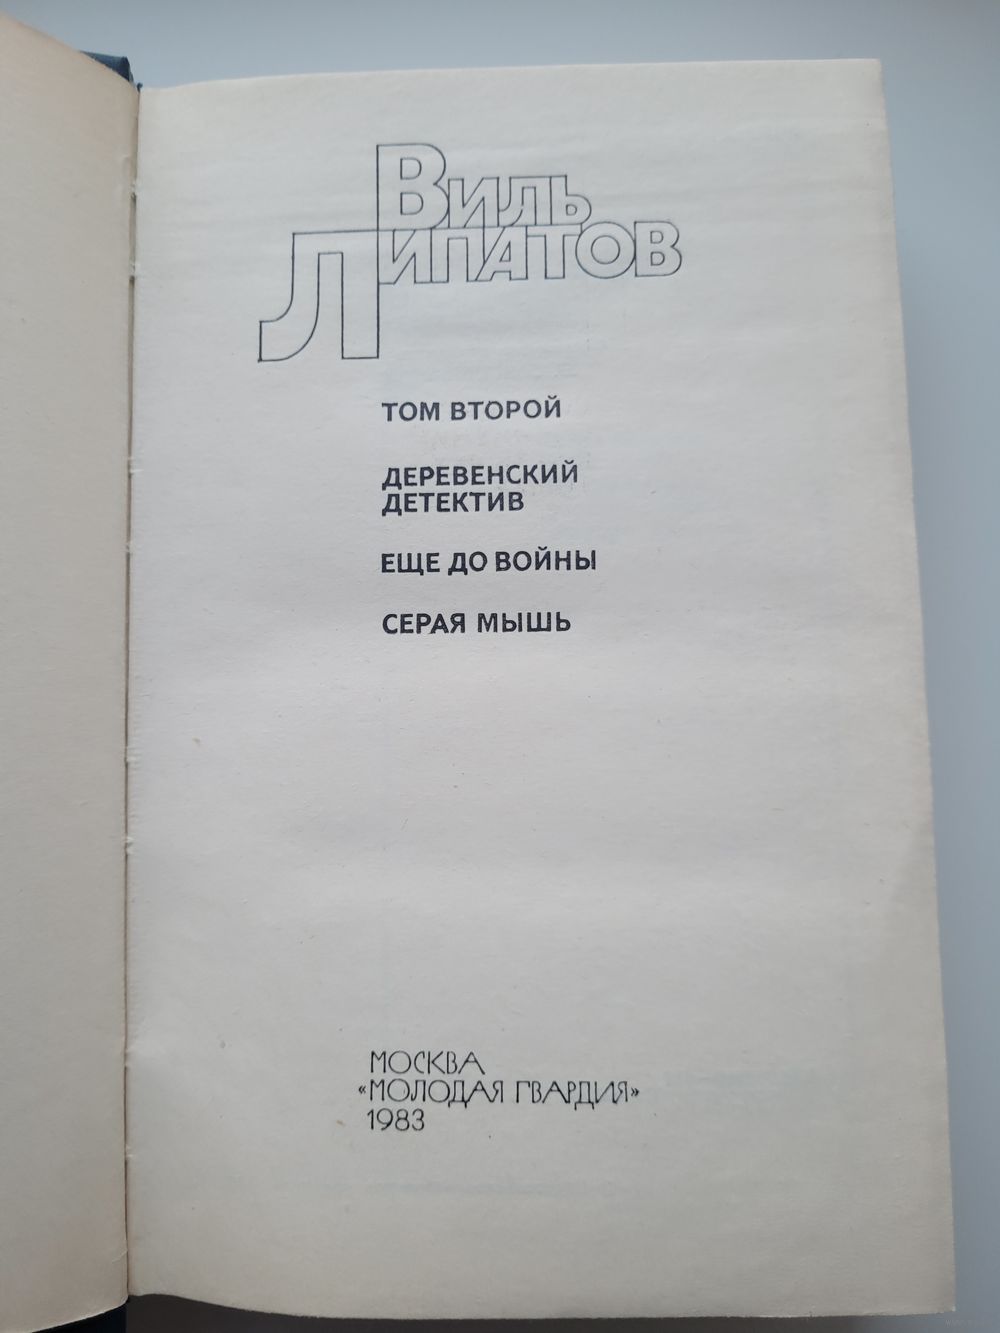 Виль
Липатов
ТОМ ВТОРОЙ
ДЕРЕВЕНСКИЙ
ДЕТЕКТИВ
ЕЩЕ ДО ВОЙНЫ
СЕРАЯ МЫШЬ
МОСКВА
«МОЛОДАЯ ГВАРДИЯ»
1983